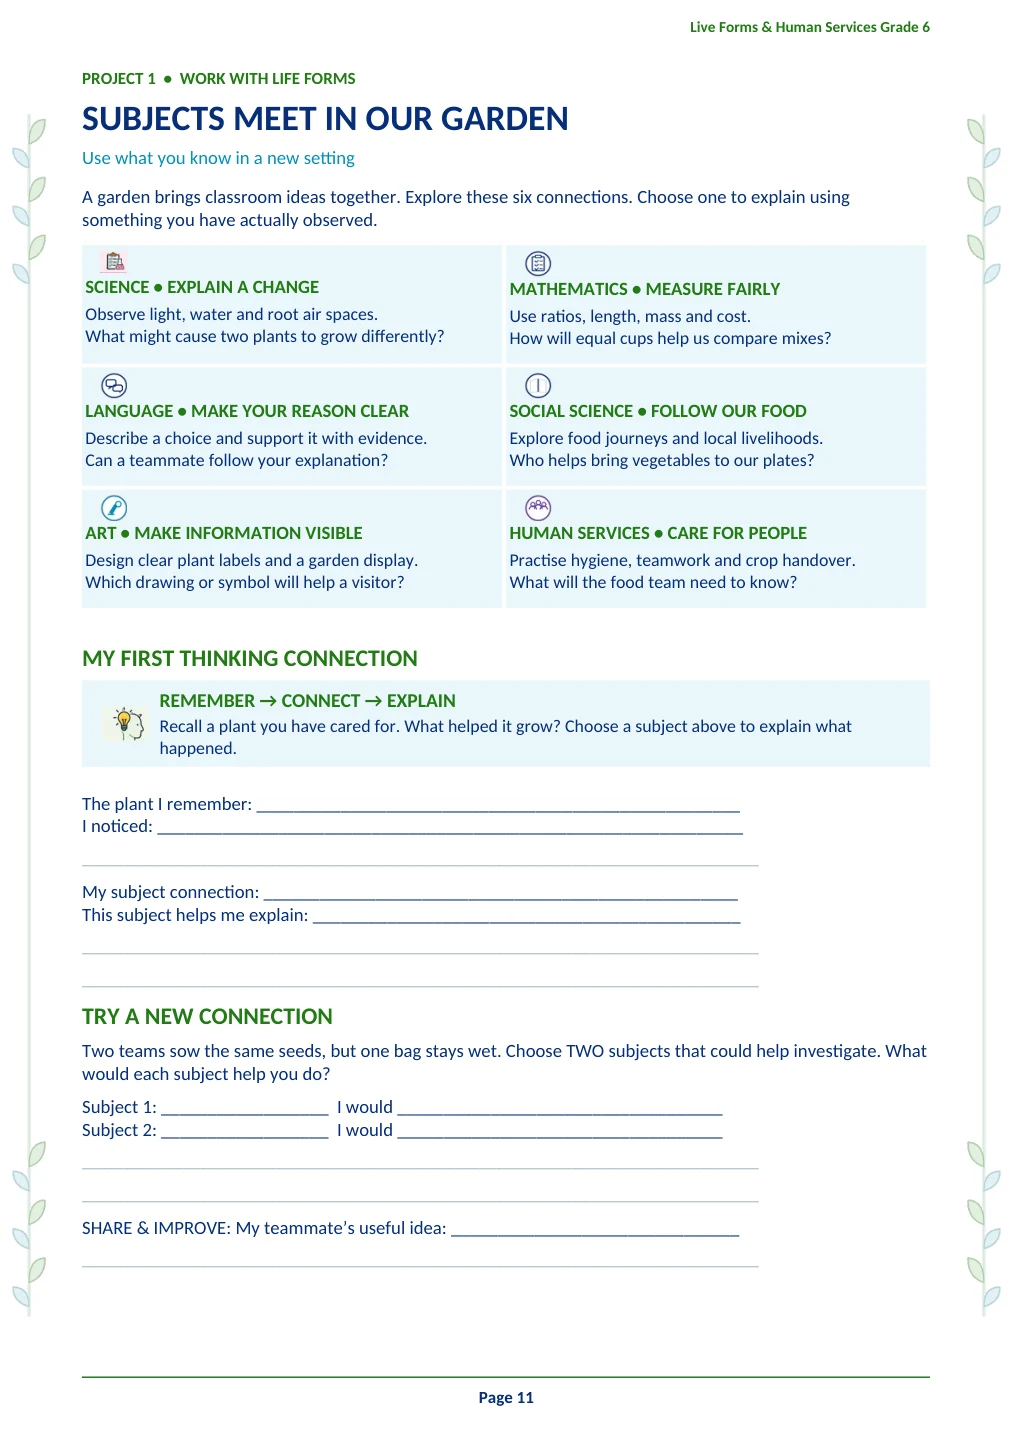 Live Forms & Human Services Grade 6
PROJECT 1 ● WORK WITH LIFE FORMS
SUBJECTS MEET IN OUR GARDEN
Use what you know in a new setting
A garden brings classroom ideas together. Explore these six connections. Choose one to explain using
something you have actually observed.
SCIENCE ● EXPLAIN A CHANGE
Observe light, water and root air spaces.
What might cause two plants to grow differently?
MATHEMATICS ● MEASURE FAIRLY
Use ratios, length, mass and cost.
How will equal cups help us compare mixes?
LANGUAGE ● MAKE YOUR REASON CLEAR
Describe a choice and support it with evidence.
Can a teammate follow your explanation?
SOCIAL SCIENCE ● FOLLOW OUR FOOD
Explore food journeys and local livelihoods.
Who helps bring vegetables to our plates?
ART ● MAKE INFORMATION VISIBLE
Design clear plant labels and a garden display.
Which drawing or symbol will help a visitor?
HUMAN SERVICES ● CARE FOR PEOPLE
Practise hygiene, teamwork and crop handover.
What will the food team need to know?
MY FIRST THINKING CONNECTION
REMEMBER → CONNECT → EXPLAIN
Recall a plant you have cared for. What helped it grow? Choose a subject above to explain what
happened.
The plant I remember: ____________________
I noticed: ____________________
My subject connection: ____________________
This subject helps me explain: ____________________
TRY A NEW CONNECTION
Two teams sow the same seeds, but one bag stays wet. Choose TWO subjects that could help investigate. What
would each subject help you do?
Subject 1: __________________ I would ____________________
Subject 2: __________________ I would ____________________
SHARE & IMPROVE: My teammate’s useful idea: ____________________
Page 11